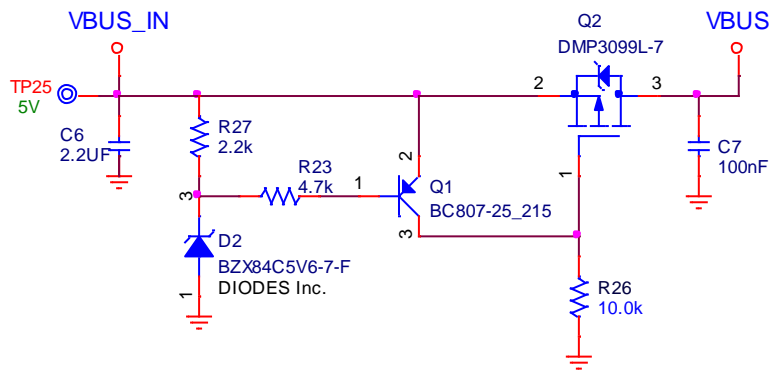 VBUS_IN
Q2
DMP3099L-7
VBUS
TP25
5V
2
3
C6
2.2UF
R27
2.2k
R23
4.7k
3
1
2
Q1
BC807-25_215
3
1
C7
100nF
D2
BZX84C5V6-7-F
DIODES Inc.
1
R26
10.0k